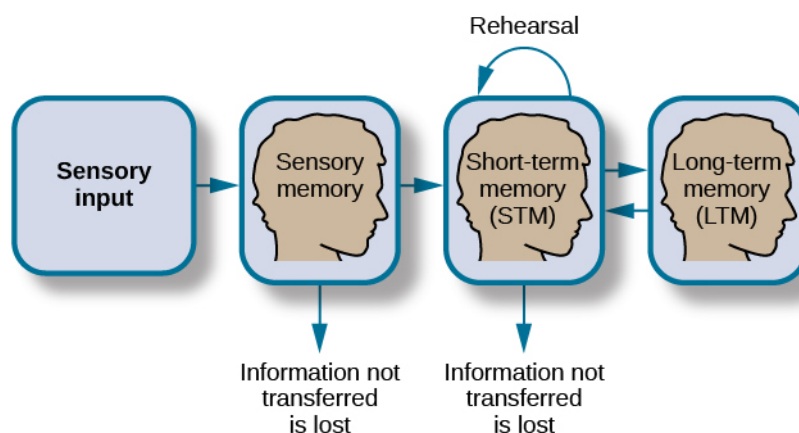 Rehearsal
Sensory
input
Sensory
memory
Short-term
memory
(STM)
Long-term
memory
(LTM)
Information not
transferred
is lost
Information not
transferred
is lost